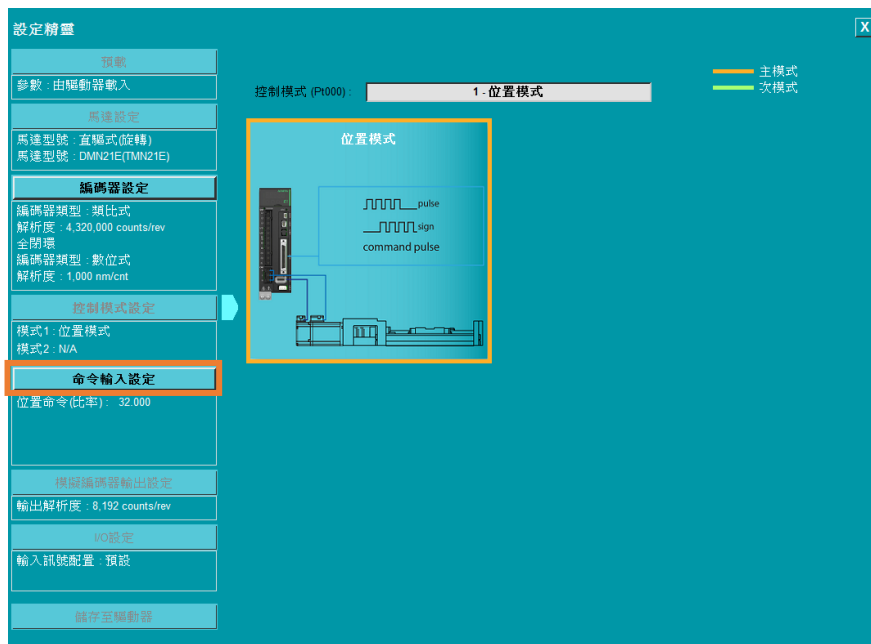 設定精靈
X
預載
參數 : 由驅動器載入
馬達設定
馬達型號 : 直驅式(旋轉)
馬達型號 : DMN21E(TMN21E)
編碼器設定
編碼器類型 : 類比式
解析度 : 4,320,000 counts/rev
全閉環
編碼器類型 : 數位式
解析度 : 1,000 nm/cnt
控制模式設定
模式1 : 位置模式
模式2 : N/A
命令輸入設定
位置命令(比率) : 32.000
模擬編碼器輸出設定
輸出解析度 : 8,192 counts/rev
I/O設定
輸入訊號配置 : 預設
儲存至驅動器
控制模式 (Pt000) :
1 - 位置模式
主模式
次模式
位置模式
pulse
sign
command pulse